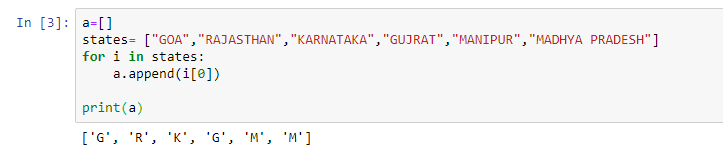 In [3]: a=[]
states= ["GOA","RAJASTHAN","KARNATAKA","GUJRAT","MANIPUR","MADHYA PRADESH"]
for i in states:
    a.append(i[0])
print(a)
['G', 'R', 'K', 'G', 'M', 'M']